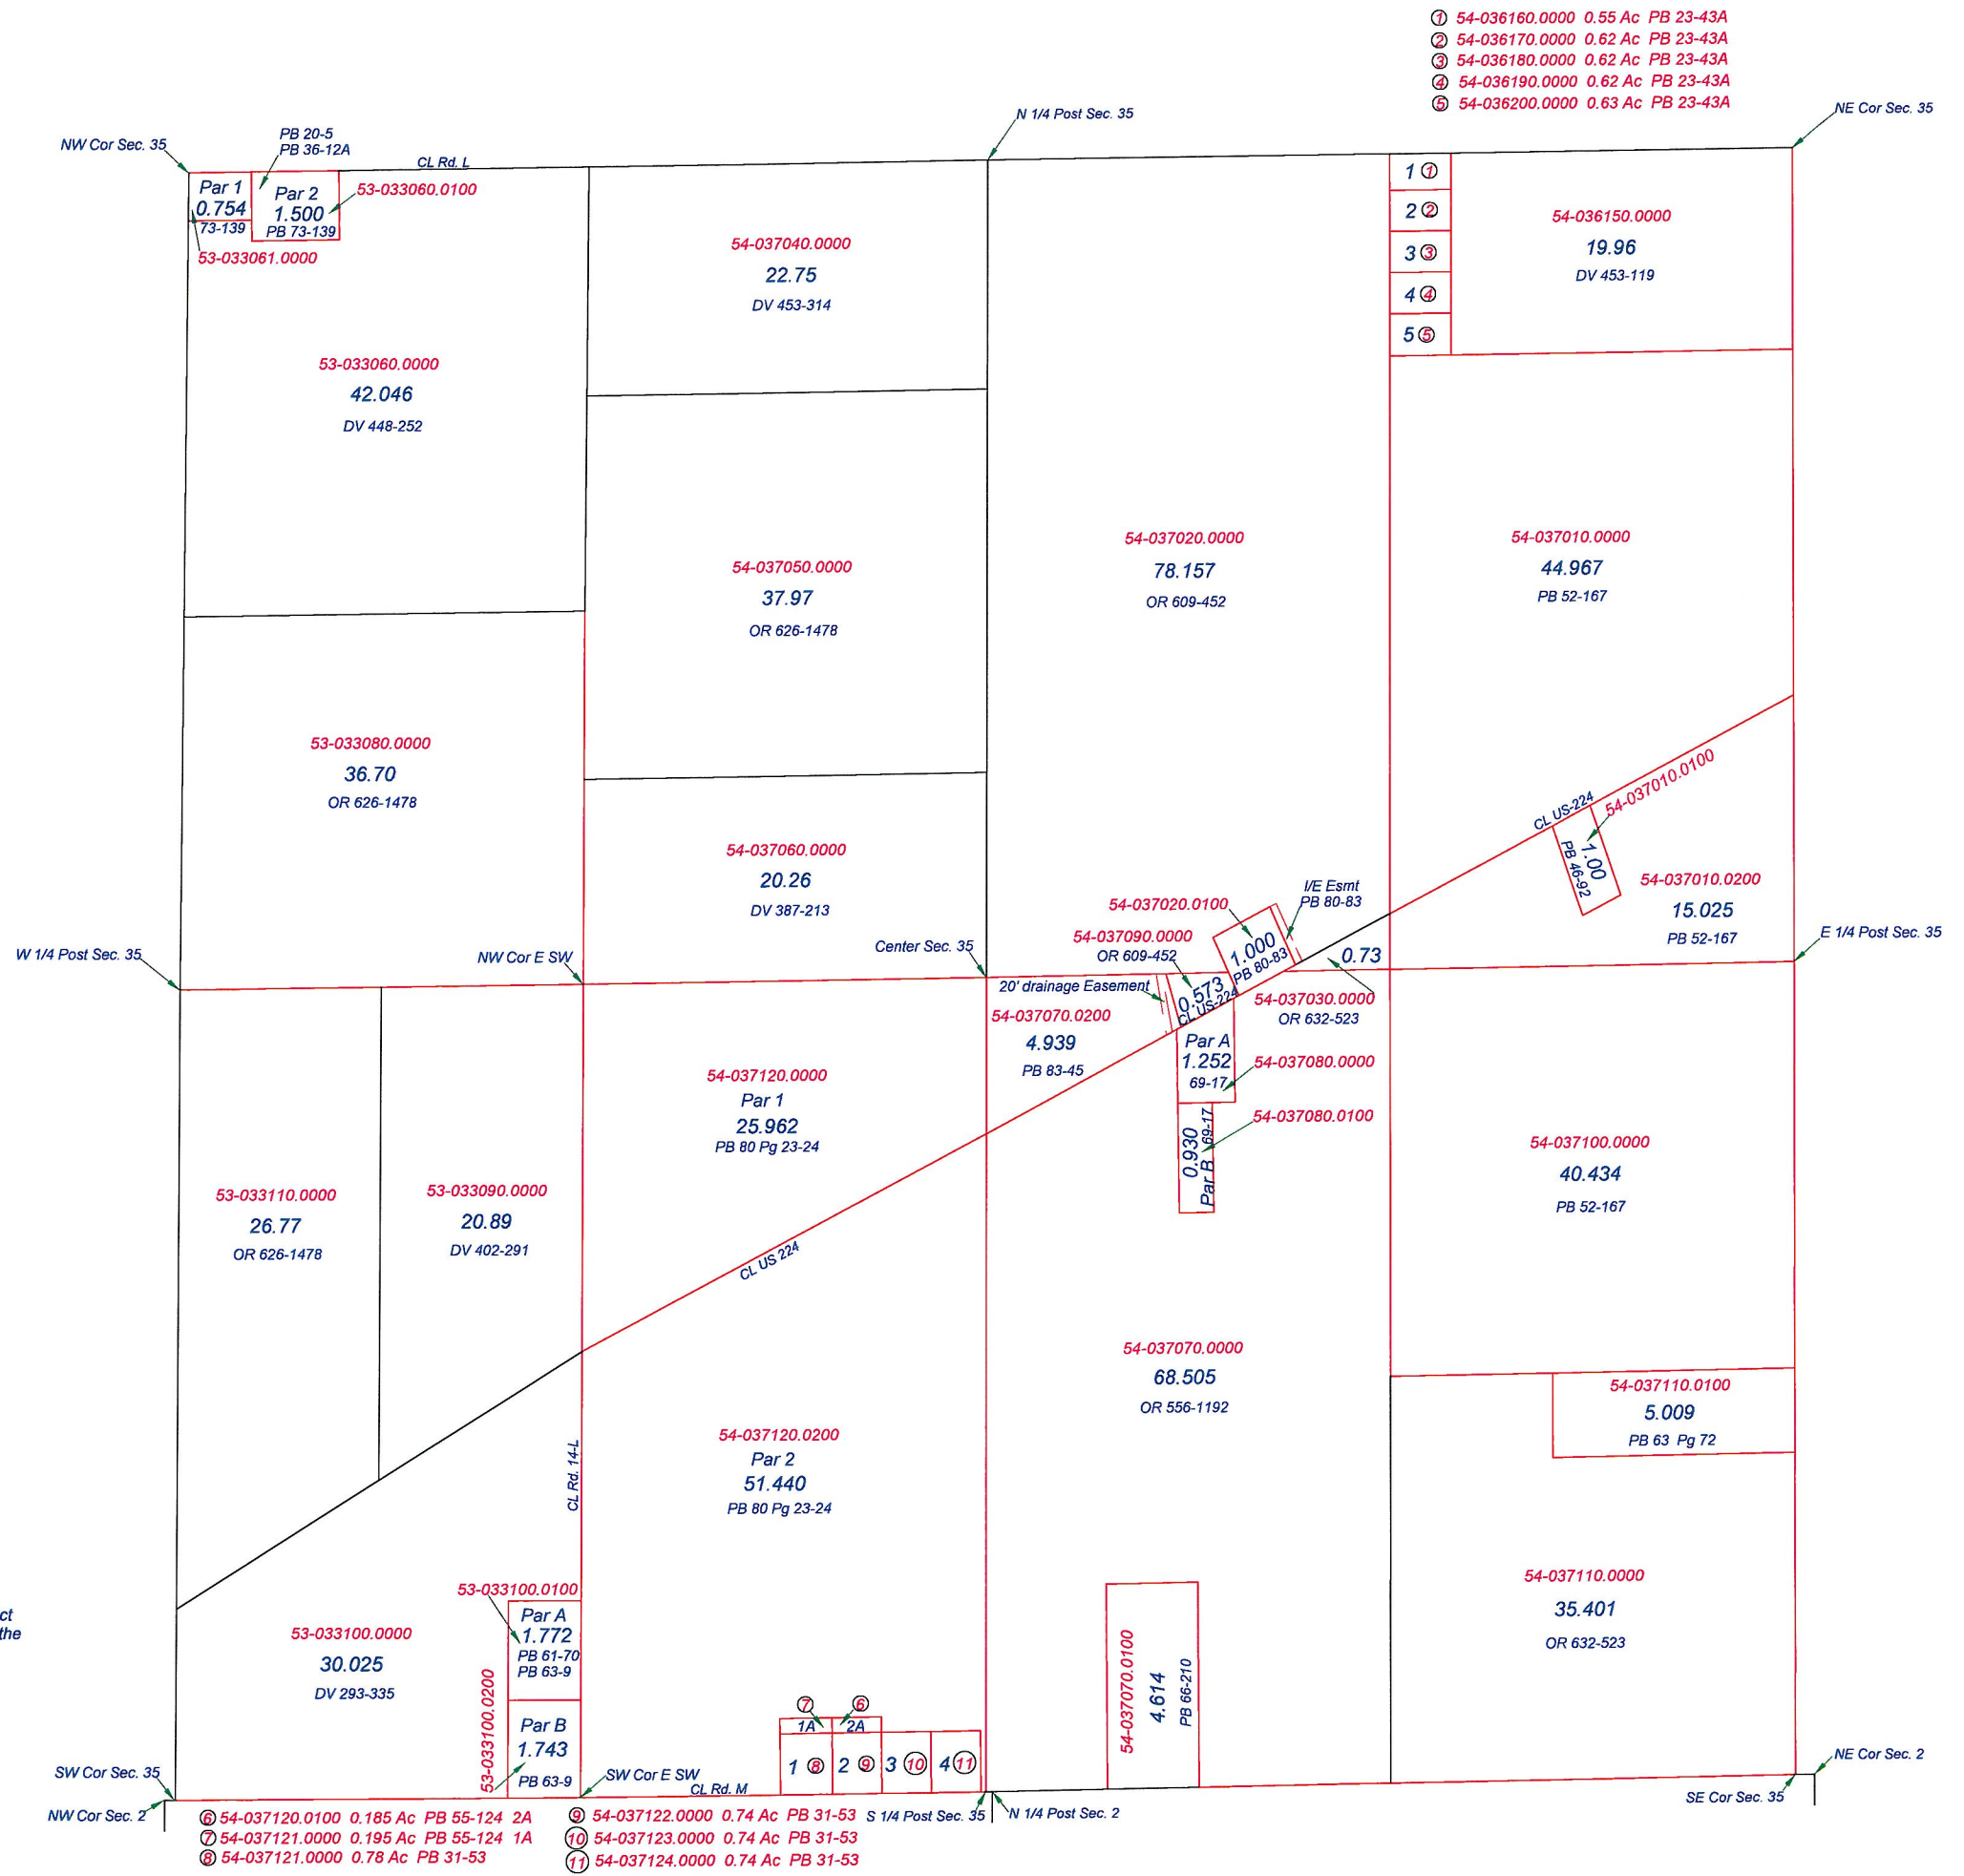 ① 54-036160.0000 0.55 Ac PB 23-43A
② 54-036170.0000 0.62 Ac PB 23-43A
③ 54-036180.0000 0.62 Ac PB 23-43A
④ 54-036190.0000 0.62 Ac PB 23-43A
⑤ 54-036200.0000 0.63 Ac PB 23-43A
NE Cor Sec. 35
N 1/4 Post Sec. 35
NW Cor Sec. 35
PB 20-5
PB 36-12A
CL Rd. L
Par 1
0.754
73-139
53-033061.0000
Par 2
1.500
PB 73-139
53-033060.0100
53-033060.0000
42.046
DV 448-252
54-037040.0000
22.75
DV 453-314
1 ①
2 ②
3 ③
4 ④
5 ⑤
54-036150.0000
19.96
DV 453-119
54-037050.0000
37.97
OR 626-1478
54-037020.0000
78.157
OR 609-452
54-037010.0000
44.967
PB 52-167
53-033080.0000
36.70
OR 626-1478
54-037060.0000
20.26
DV 387-213
CL US-224
54-037010.0100
1.00
PB 46-92
54-037010.0200
15.025
PB 52-167
E 1/4 Post Sec. 35
W 1/4 Post Sec. 35
NW Cor E SW
Center Sec. 35
I/E Esmt
PB 80-83
54-037020.0100
1.000
PB 80-83
54-037090.0000
OR 609-452
0.573
CL US-224
0.73
54-037030.0000
OR 632-523
20' drainage Easement
54-037070.0200
4.939
PB 83-45
Par A
1.252
69-17
54-037080.0000
0.930
Par B 69-17
54-037080.0100
54-037120.0000
Par 1
25.962
PB 80 Pg 23-24
53-033110.0000
26.77
OR 626-1478
53-033090.0000
20.89
DV 402-291
54-037100.0000
40.434
PB 52-167
CL US 224
54-037070.0000
68.505
OR 556-1192
54-037110.0100
5.009
PB 63 Pg 72
CL Rd. 14-L
54-037120.0200
Par 2
51.440
PB 80 Pg 23-24
54-037110.0000
35.401
OR 632-523
ct
the
53-033100.0000
30.025
DV 293-335
53-033100.0100
Par A
1.772
PB 61-70
PB 63-9
53-033100.0200
Par B
1.743
PB 63-9
54-037070.0100
4.614
PB 66-210
⑦ ⑥
1A 2A
1 ⑧ 2 ⑨ 3 ⑩ 4 ⑪
SW Cor Sec. 35
NW Cor Sec. 2
SW Cor E SW
CL Rd. M
S 1/4 Post Sec. 35
N 1/4 Post Sec. 2
NE Cor Sec. 2
SE Cor Sec. 35
⑥ 54-037120.0100 0.185 Ac PB 55-124 2A
⑦ 54-037121.0000 0.195 Ac PB 55-124 1A
⑧ 54-037121.0000 0.78 Ac PB 31-53
⑨ 54-037122.0000 0.74 Ac PB 31-53
⑩ 54-037123.0000 0.74 Ac PB 31-53
⑪ 54-037124.0000 0.74 Ac PB 31-53